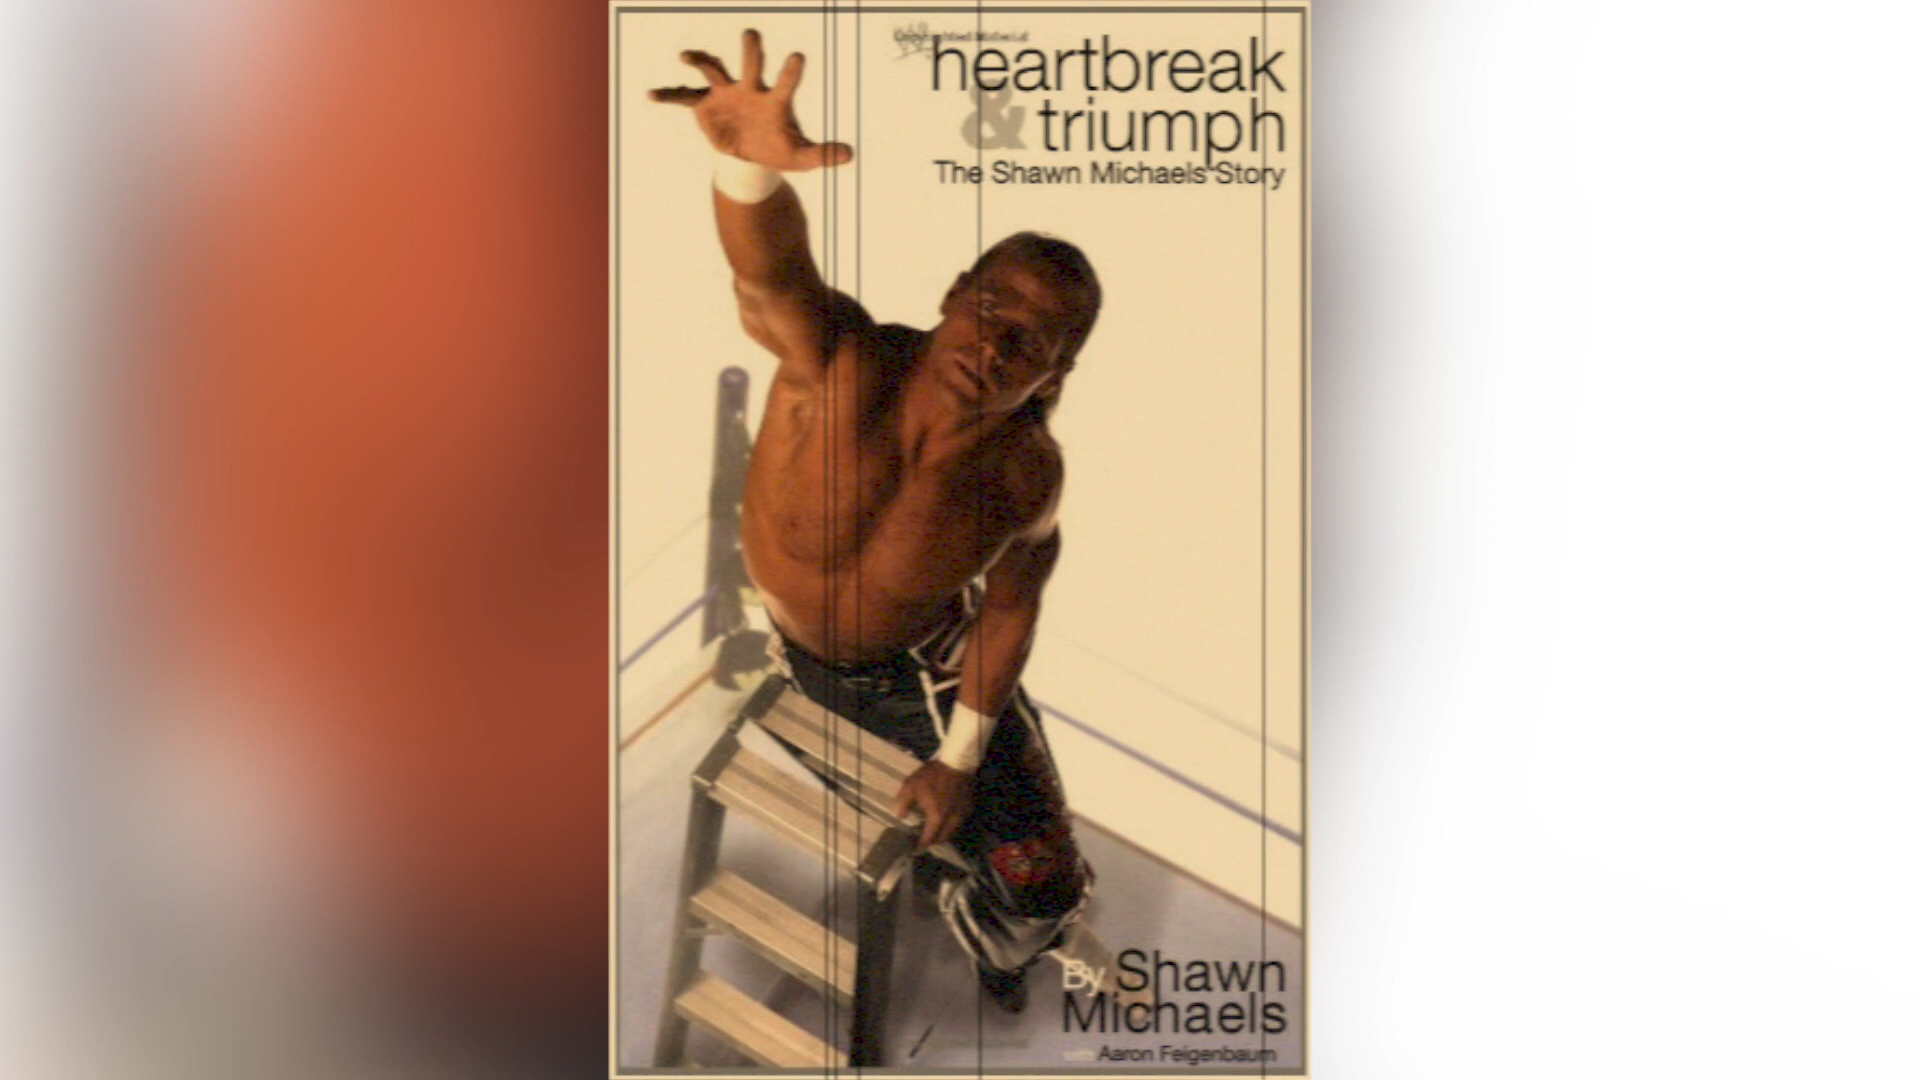 heartbreak
& triumph
The Shawn Michaels Story
By Shawn
Michaels
with Aaron Feigenbaum